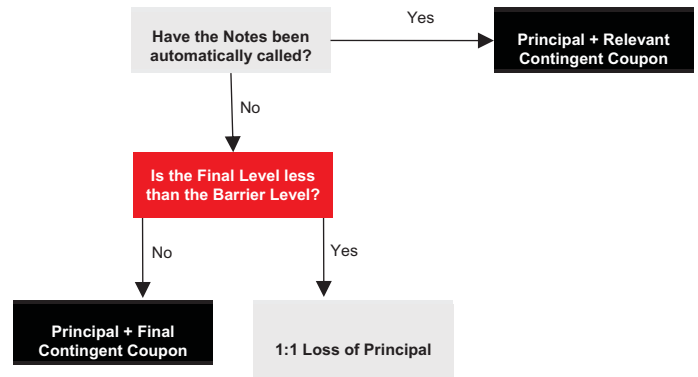 Have the Notes been
automatically called?
Yes
Principal + Relevant
Contingent Coupon
No
Is the Final Level less
than the Barrier Level?
No
Yes
Principal + Final
Contingent Coupon
1:1 Loss of Principal